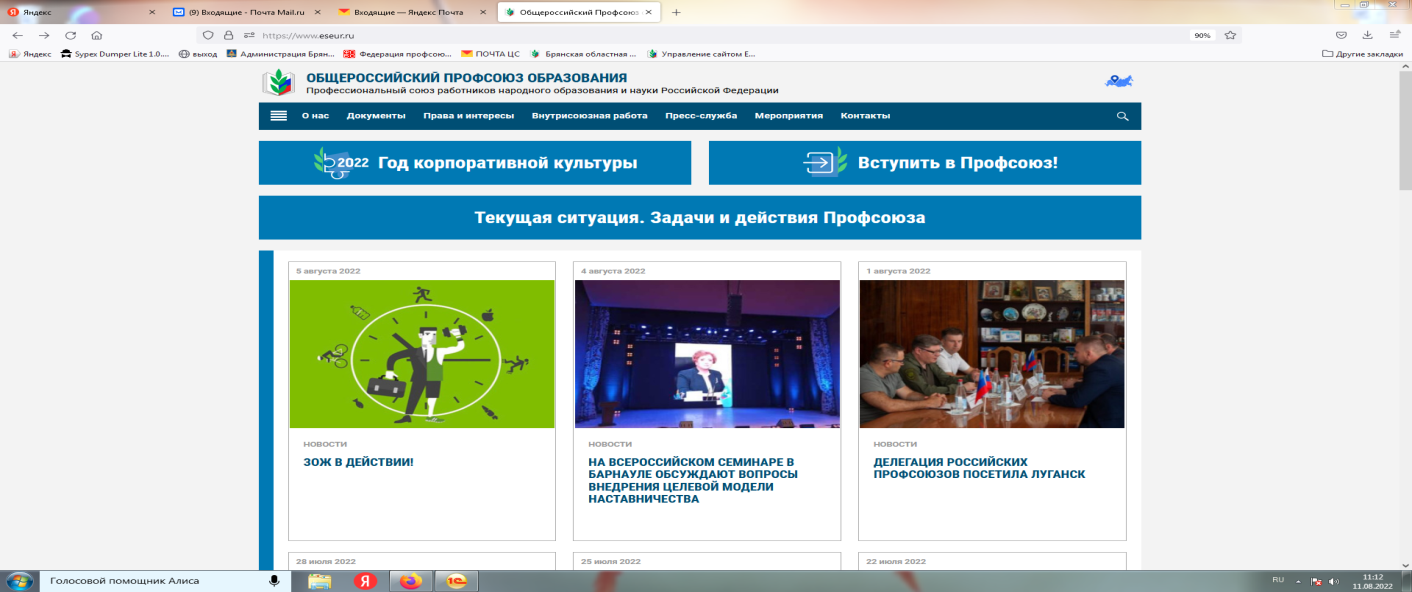 Яндекс
(9) Входящие - Почта Mail.ru
Входящие — Яндекс Почта
Общероссийский Профсоюз
https://www.eseur.ru
90%
Яндекс
Sypex Dumper Lite 1.0....
выход
Администрация Брян...
Федерация профсою...
ПОЧТА ЦС
Брянская областная ...
Управление сайтом E...
Другие закладки
ОБЩЕРОССИЙСКИЙ ПРОФСОЮЗ ОБРАЗОВАНИЯ
Профессиональный союз работников народного образования и науки Российской Федерации
О нас
Документы
Права и интересы
Внутрисоюзная работа
Пресс-служба
Мероприятия
Контакты
2022 Год корпоративной культуры
Вступить в Профсоюз!
Текущая ситуация. Задачи и действия Профсоюза
5 августа 2022
НОВОСТИ
ЗОЖ В ДЕЙСТВИИ!
4 августа 2022
НОВОСТИ
НА ВСЕРОССИЙСКОМ СЕМИНАРЕ В
БАРНАУЛЕ ОБСУЖДАЮТ ВОПРОСЫ
ВНЕДРЕНИЯ ЦЕЛЕВОЙ МОДЕЛИ
НАСТАВНИЧЕСТВА
1 августа 2022
НОВОСТИ
ДЕЛЕГАЦИЯ РОССИЙСКИХ
ПРОФСОЮЗОВ ПОСЕТИЛА ЛУГАНСК
28 июля 2022
25 июля 2022
22 июля 2022
Голосовой помощник Алиса
Я
1С
RU
11:12
11.08.2022